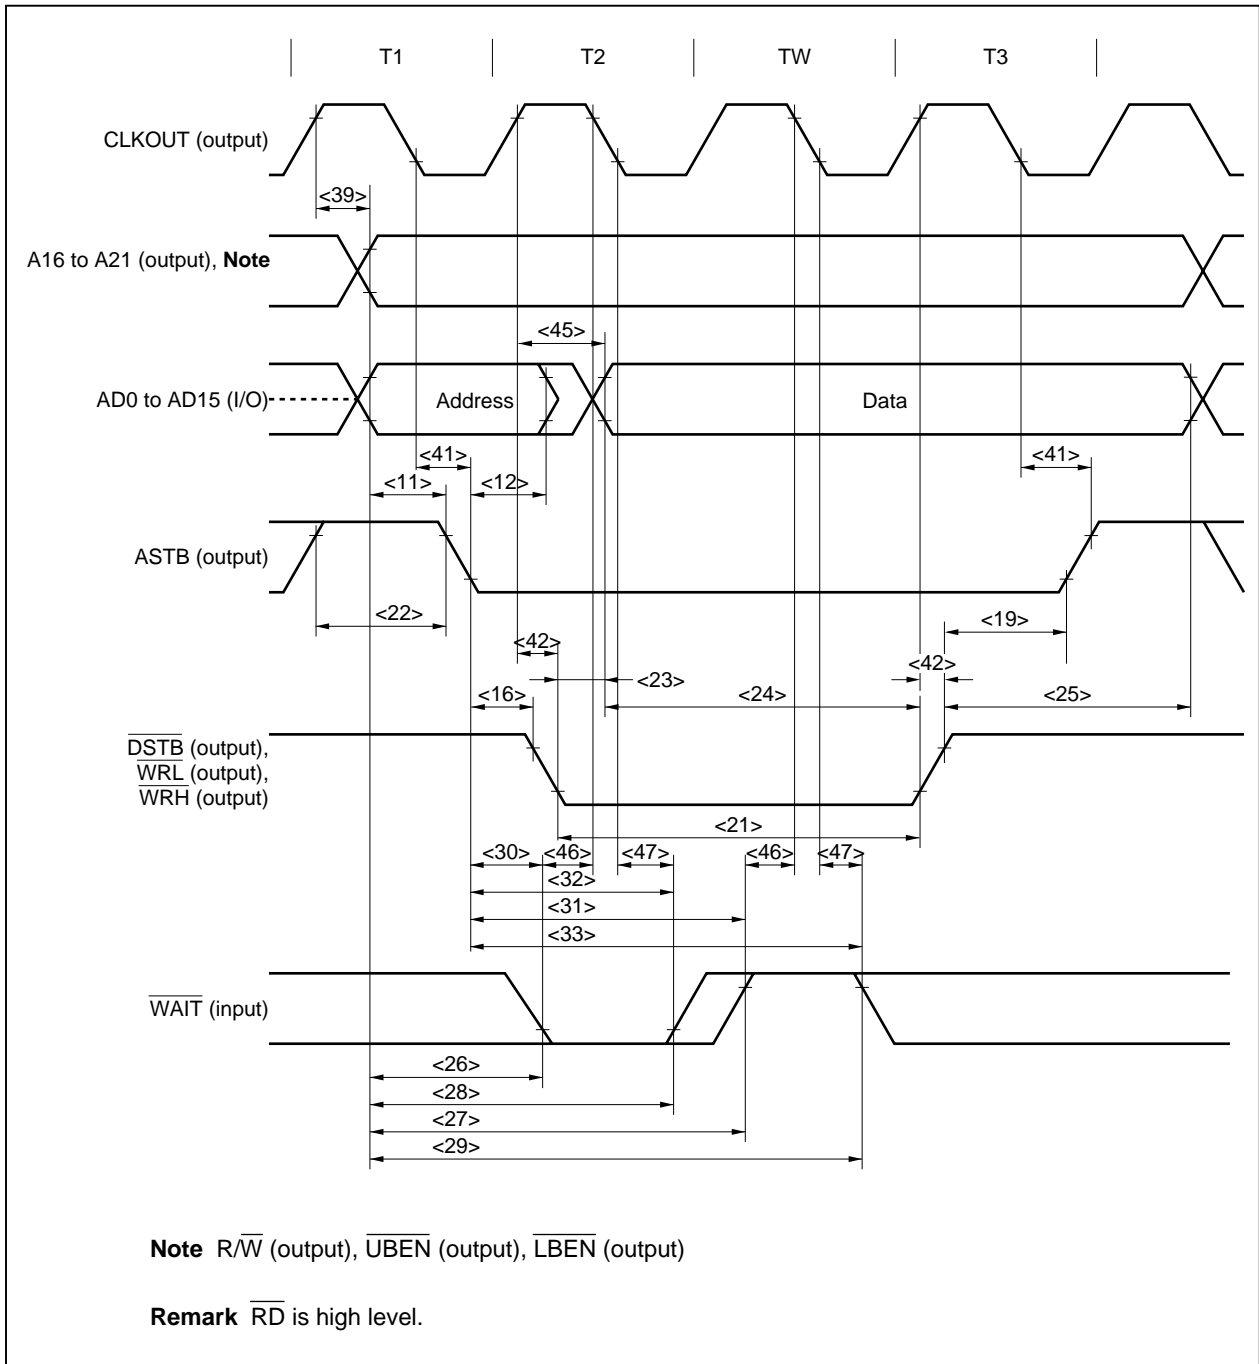 T1 T2 TW T3
CLKOUT (output)
<39>
A16 to A21 (output), Note
<45>
AD0 to AD15 (I/O) Address Data
<41> <41>
<11> <12>
ASTB (output)
<22> <19>
<42> <42>
<23>
<16> <24> <25>
DSTB (output),
WRL (output),
WRH (output)
<21>
<30> <46> <47> <46> <47>
<32>
<31>
<33>
WAIT (input)
<26>
<28>
<27>
<29>
Note R/W (output), UBEN (output), LBEN (output)
Remark RD is high level.